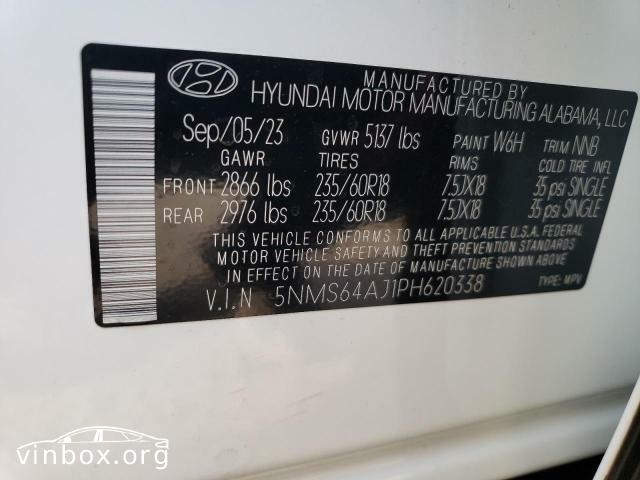 MANUFACTURED BY
HYUNDAI MOTOR MANUFACTURING ALABAMA, LLC
Sep/05/23 GVWR 5137 lbs PAINT W6H TRIM NNB
GAWR TIRES RIMS COLD TIRE INFL
FRONT 2866 lbs 235/60R18 7.5JX18 35 psi SINGLE
REAR 2976 lbs 235/60R18 7.5JX18 35 psi SINGLE
THIS VEHICLE CONFORMS TO ALL APPLICABLE U.S.A. FEDERAL
MOTOR VEHICLE SAFETY AND THEFT PREVENTION STANDARDS
IN EFFECT ON THE DATE OF MANUFACTURE SHOWN ABOVE
V.I.N 5NMS64AJ1PH620338 TYPE: MPV
vinbox.org